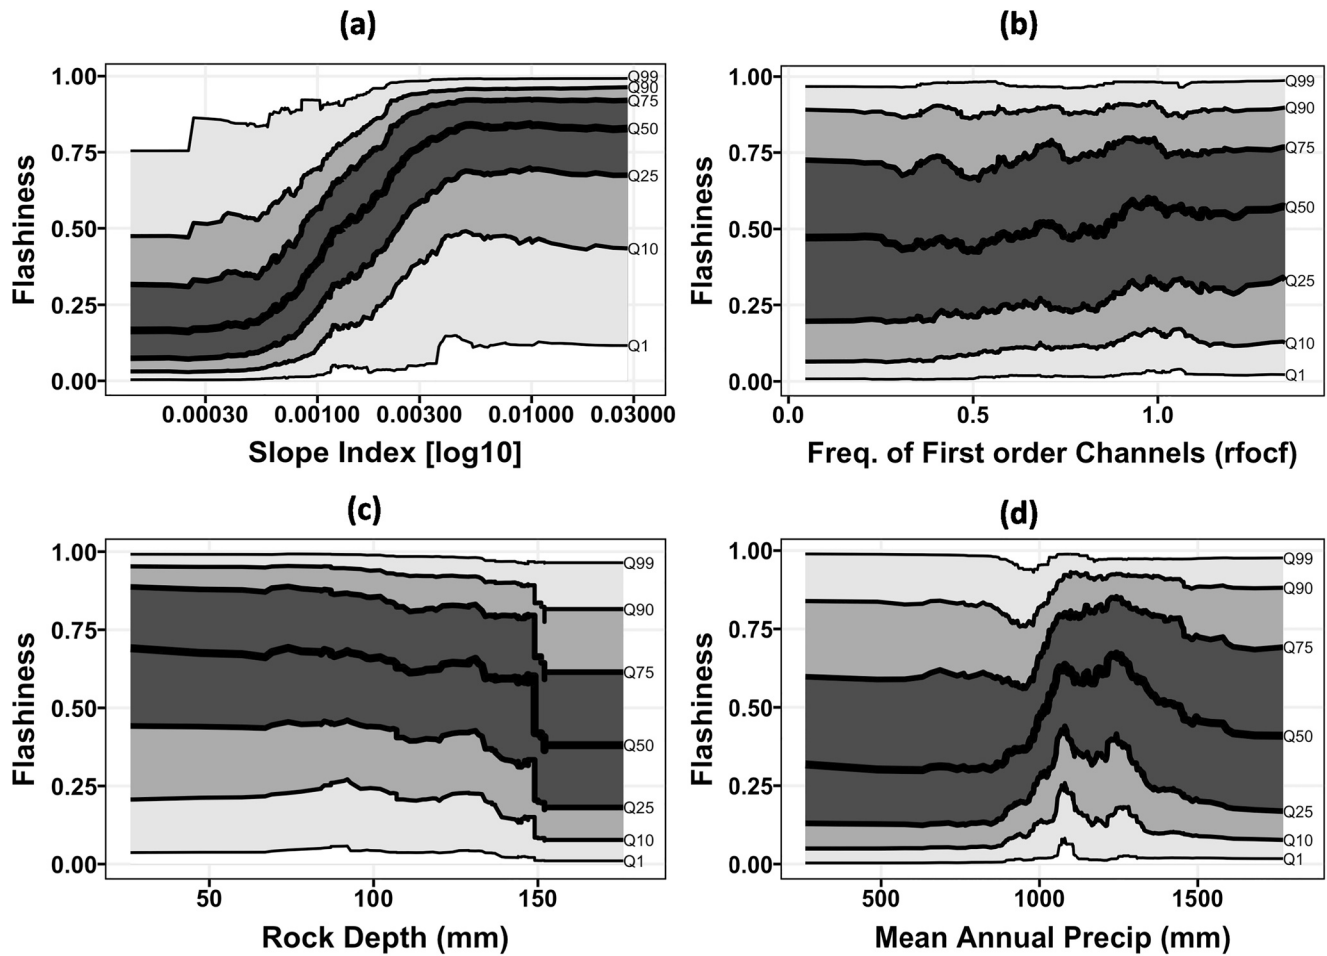 (a)
1.00
0.75
0.50
0.25
0.00
Flashiness
Q99
Q90
Q75
Q50
Q25
Q10
Q1
0.00030 0.00100 0.00300 0.01000 0.03000
Slope Index [log10]
(b)
1.00
0.75
0.50
0.25
0.00
Flashiness
Q99
Q90
Q75
Q50
Q25
Q10
Q1
0.0 0.5 1.0
Freq. of First order Channels (rfocf)
(c)
1.00
0.75
0.50
0.25
0.00
Flashiness
Q99
Q90
Q75
Q50
Q25
Q10
Q1
50 100 150
Rock Depth (mm)
(d)
1.00
0.75
0.50
0.25
0.00
Flashiness
Q99
Q90
Q75
Q50
Q25
Q10
Q1
500 1000 1500
Mean Annual Precip (mm)